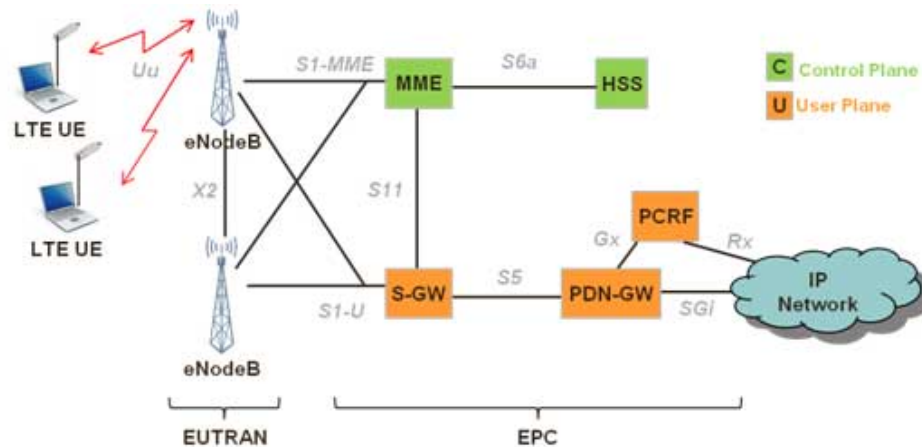 Uu
LTE UE
LTE UE
eNodeB
X2
eNodeB
S1-MME
MME
S6a
HSS
C Control Plane
U User Plane
S11
PCRF
Gx
Rx
S-GW
S5
PDN-GW
SGi
IP
Network
S1-U
EUTRAN
EPC